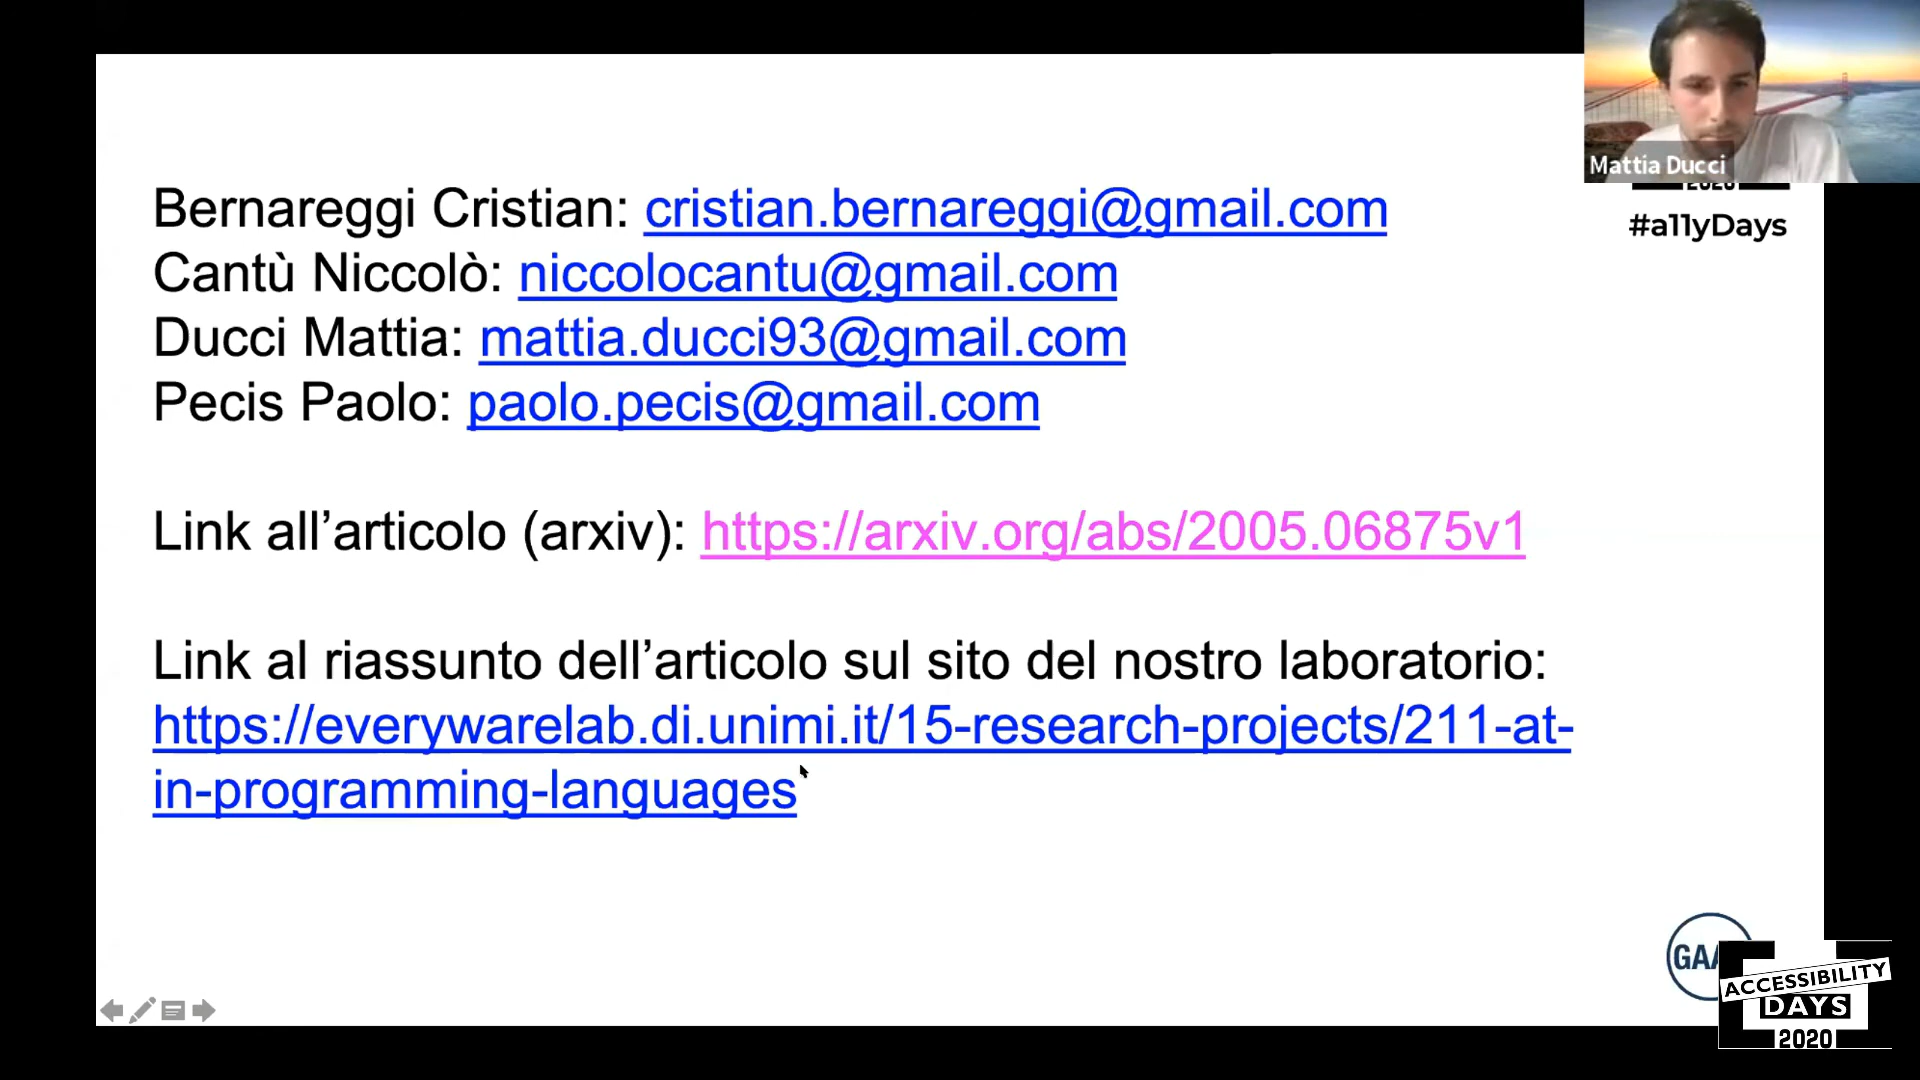 Mattia Ducci
2020
#a11yDays
Bernareggi Cristian: cristian.bernareggi@gmail.com
Cantù Niccolò: niccolocantu@gmail.com
Ducci Mattia: mattia.ducci93@gmail.com
Pecis Paolo: paolo.pecis@gmail.com
Link all’articolo (arxiv): https://arxiv.org/abs/2005.06875v1
Link al riassunto dell’articolo sul sito del nostro laboratorio:
https://everywarelab.di.unimi.it/15-research-projects/211-at-
in-programming-languages
ACCESSIBILITY
DAYS
2020